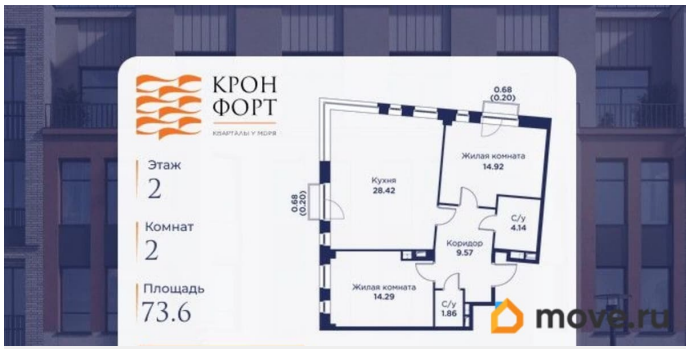 КРОН
ФОРТ
КВАРТАЛЫ У МОРЯ
Этаж
2
Комнат
2
Площадь
73.6
0.68
(0.20)
Жилая комната
14.92
Кухня
28.42
0.68
(0.20)
С/у
4.14
Коридор
9.57
Жилая комната
14.29
С/у
1.86
move.ru